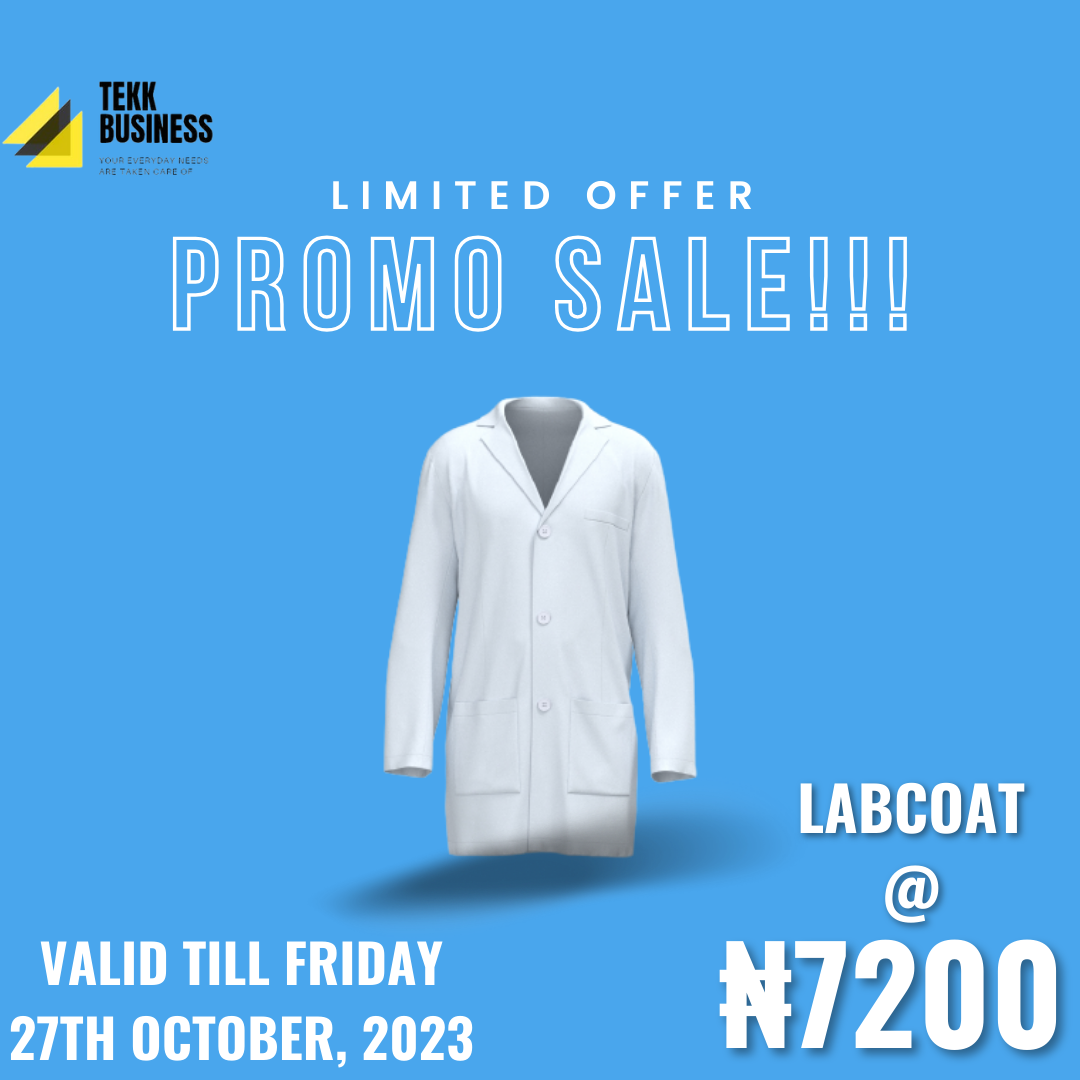 TEKK
BUSINESS
YOUR EVERYDAY NEEDS
ARE TAKEN CARE OF
LIMITED OFFER
PROMO SALE!!!
LABCOAT
@
₦7200
VALID TILL FRIDAY
27TH OCTOBER, 2023